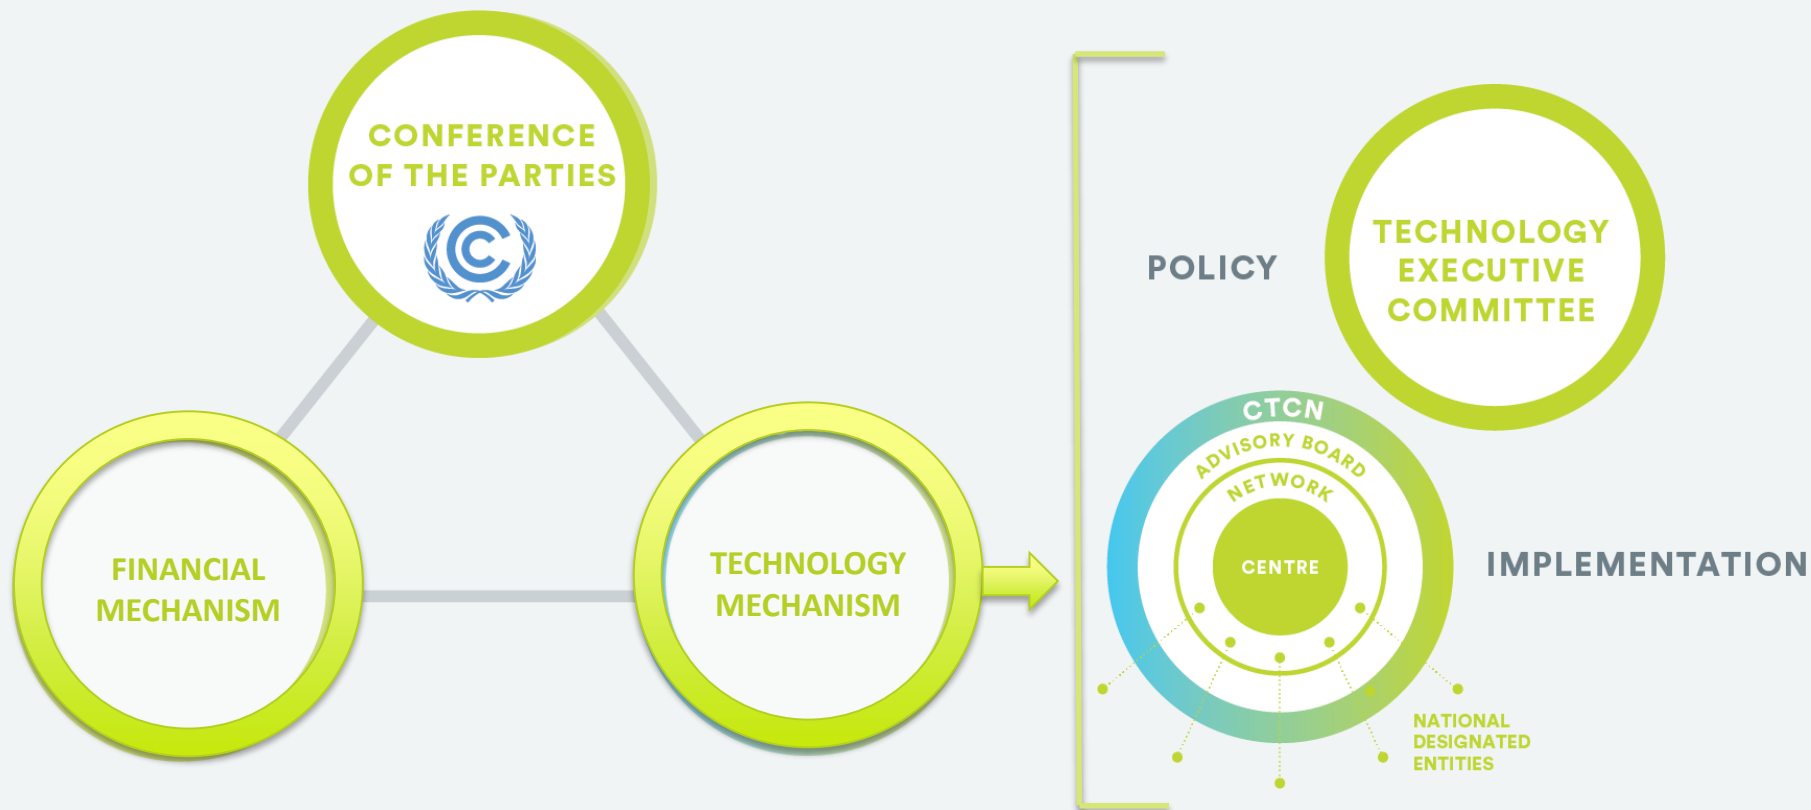 CONFERENCE
OF THE PARTIES
FINANCIAL
MECHANISM
TECHNOLOGY
MECHANISM
POLICY
TECHNOLOGY
EXECUTIVE
COMMITTEE
CTCN
ADVISORY BOARD
NETWORK
CENTRE
IMPLEMENTATION
NATIONAL
DESIGNATED
ENTITIES